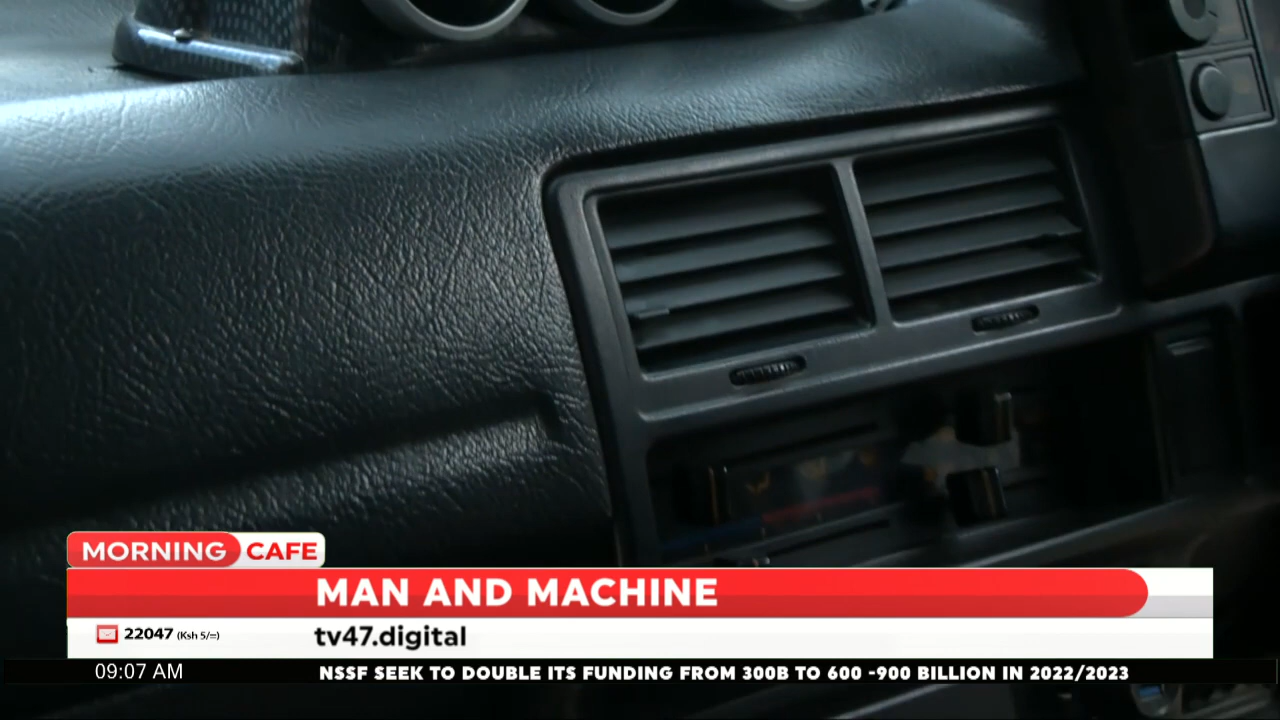 MORNING CAFE
MAN AND MACHINE
22047 (Ksh 5/=)
tv47.digital
09:07 AM
NSSF SEEK TO DOUBLE ITS FUNDING FROM 300B TO 600 -900 BILLION IN 2022/2023